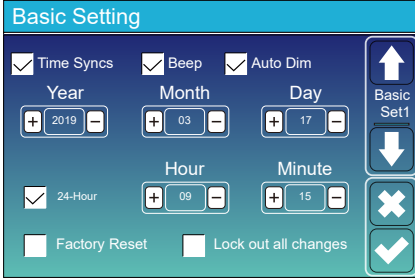 Basic Setting
Time Syncs Beep Auto Dim
Year Month Day
+ 2019 − + 03 − + 17 −
Basic
Set1
Hour Minute
24-Hour + 09 − + 15 −
Factory Reset Lock out all changes